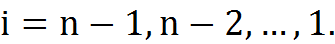 i = n − 1, n − 2, … , 1.